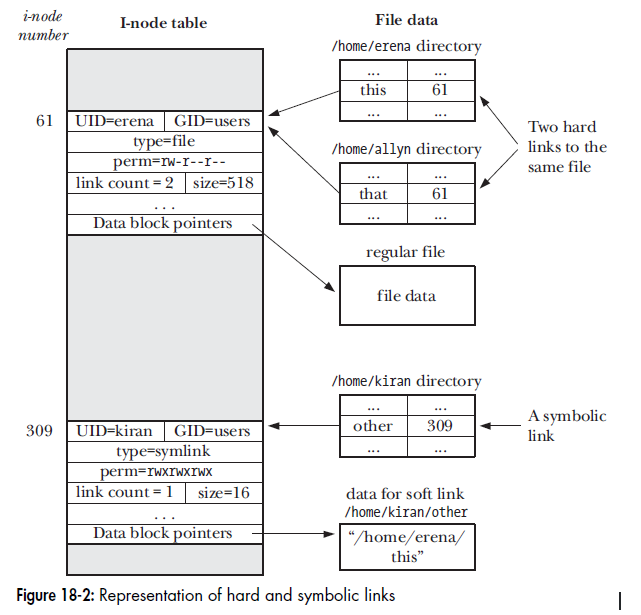 i-node
number
I-node table
File data
/home/erena directory
... ...
this 61
... ...
61
UID=erena GID=users
type=file
perm=rw-r--r--
link count = 2 size=518
...
Data block pointers
/home/allyn directory
... ...
that 61
... ...
Two hard
links to the
same file
regular file
file data
/home/kiran directory
... ...
other 309
... ...
A symbolic
link
309
UID=kiran GID=users
type=symlink
perm=rwxrwxrwx
link count = 1 size=16
...
Data block pointers
data for soft link
/home/kiran/other
“/home/erena/
this”
Figure 18-2: Representation of hard and symbolic links